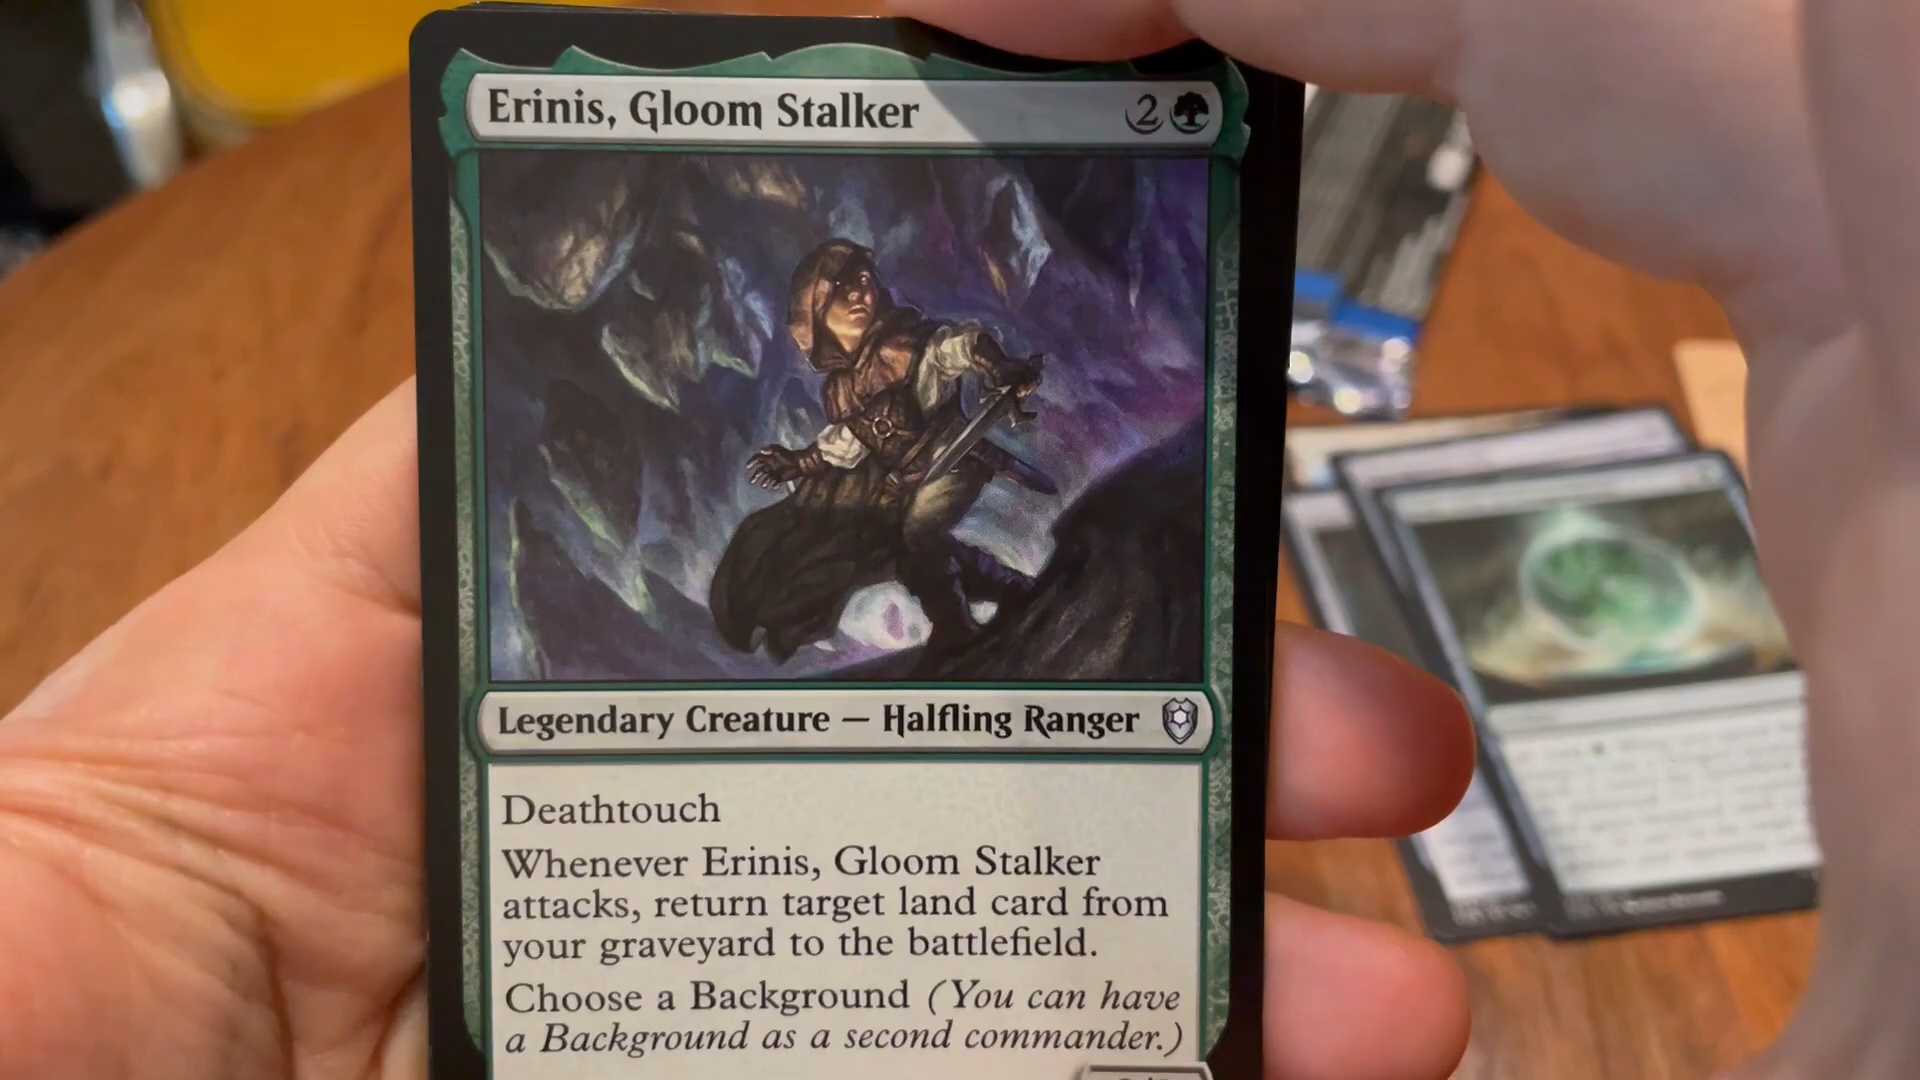 Erinis, Gloom Stalker 2
Legendary Creature — Halfling Ranger
Deathtouch
Whenever Erinis, Gloom Stalker
attacks, return target land card from
your graveyard to the battlefield.
Choose a Background (You can have
a Background as a second commander.)